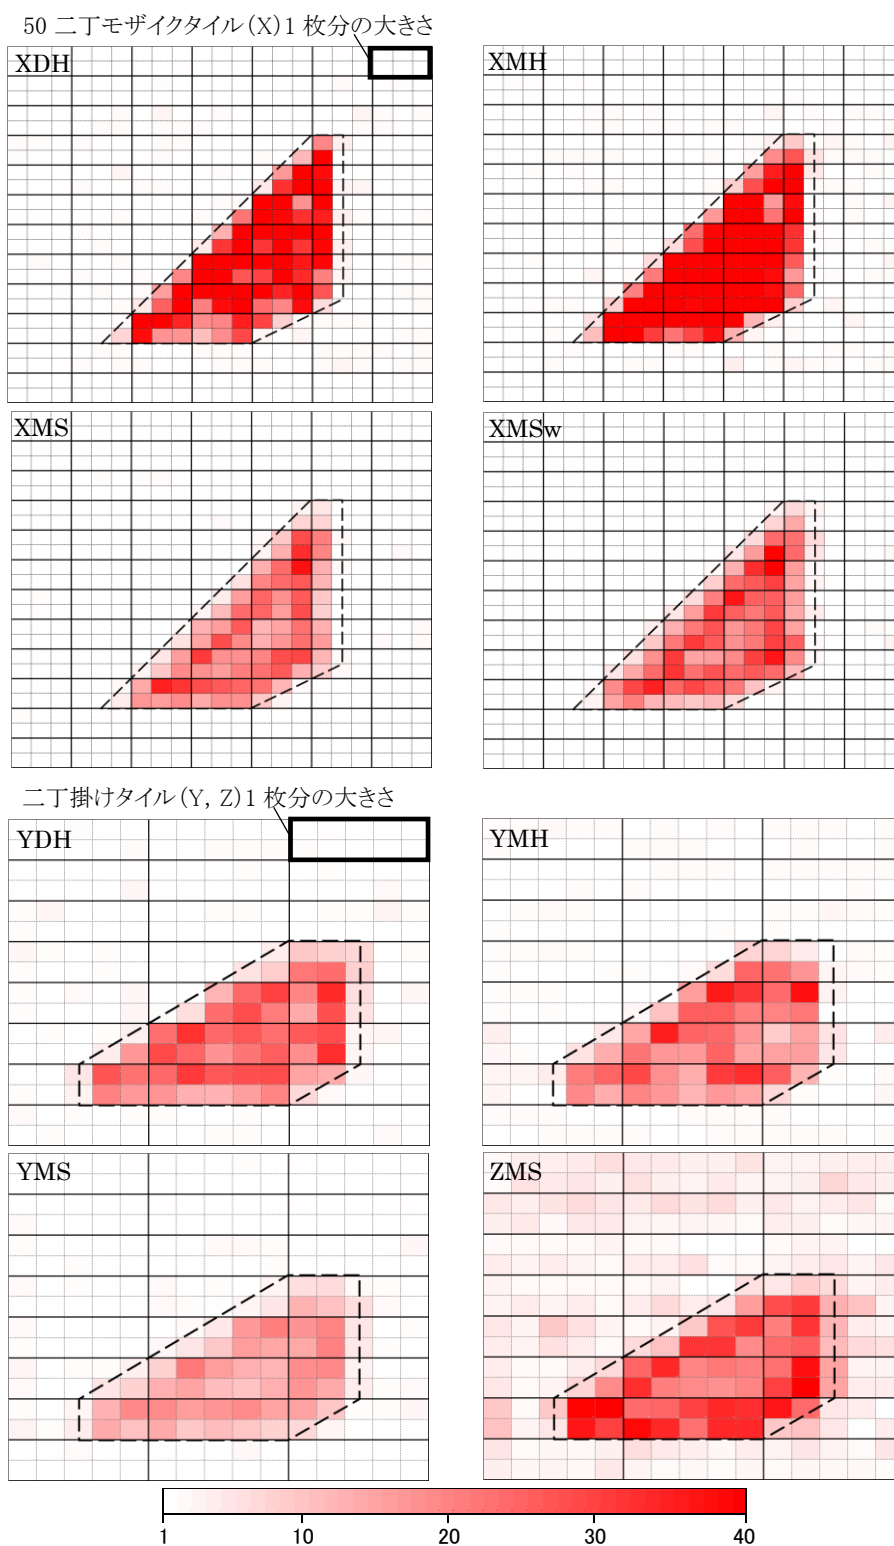 50 二丁モザイクタイル(X)1 枚分の大きさ
XDH
XMH
XMS
XMSw
二丁掛けタイル(Y, Z)1 枚分の大きさ
YDH
YMH
YMS
ZMS
1 10 20 30 40